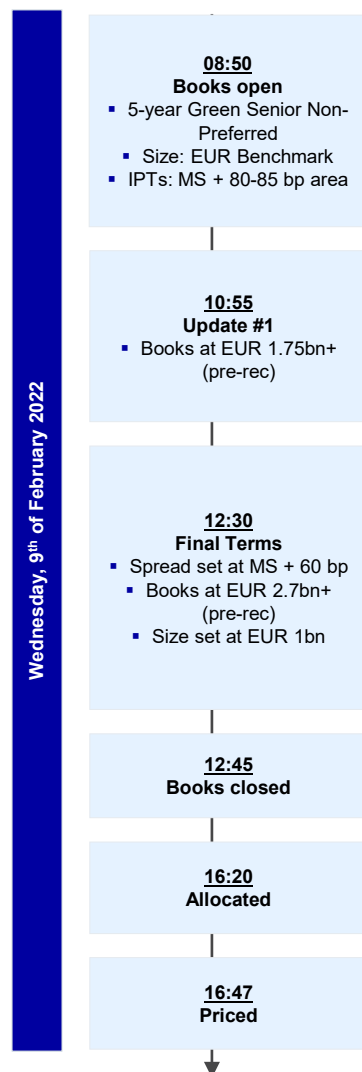 Wednesday, 9th of February 2022
08:50
Books open
▪ 5-year Green Senior Non-
Preferred
▪ Size: EUR Benchmark
▪ IPTs: MS + 80-85 bp area
10:55
Update #1
▪ Books at EUR 1.75bn+
(pre-rec)
12:30
Final Terms
▪ Spread set at MS + 60 bp
▪ Books at EUR 2.7bn+
(pre-rec)
▪ Size set at EUR 1bn
12:45
Books closed
16:20
Allocated
16:47
Priced